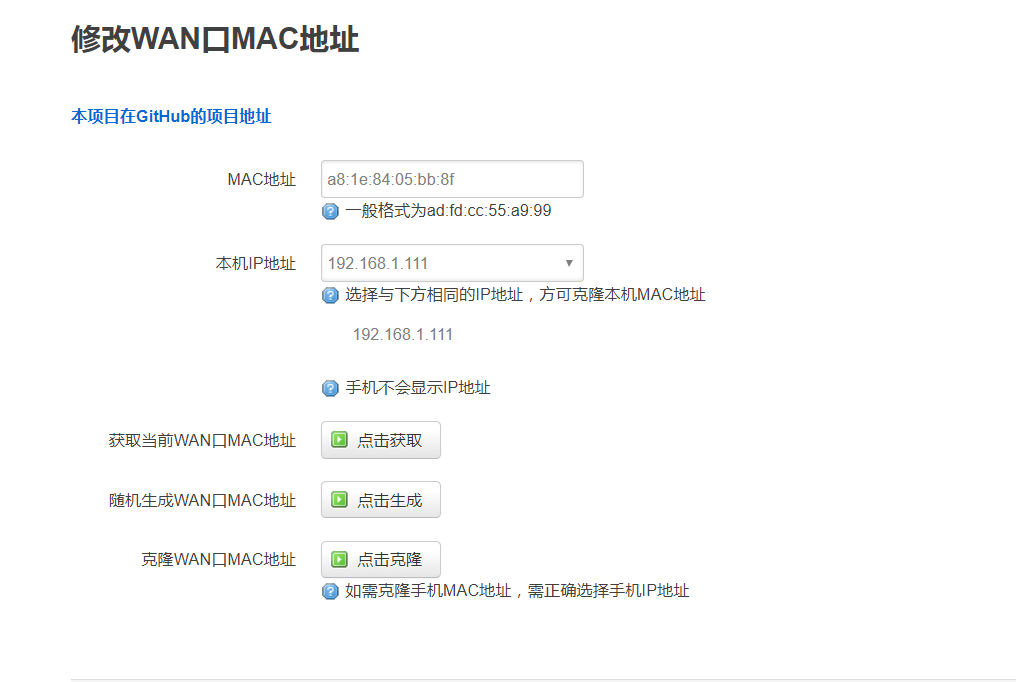 修改WAN口MAC地址
本项目在GitHub的项目地址
MAC地址
a8:1e:84:05:bb:8f
一般格式为ad:fd:cc:55:a9:99
本机IP地址
192.168.1.111
选择与下方相同的IP地址，方可克隆本机MAC地址
192.168.1.111
手机不会显示IP地址
获取当前WAN口MAC地址 点击获取
随机生成WAN口MAC地址 点击生成
克隆WAN口MAC地址 点击克隆
如需克隆手机MAC地址，需正确选择手机IP地址